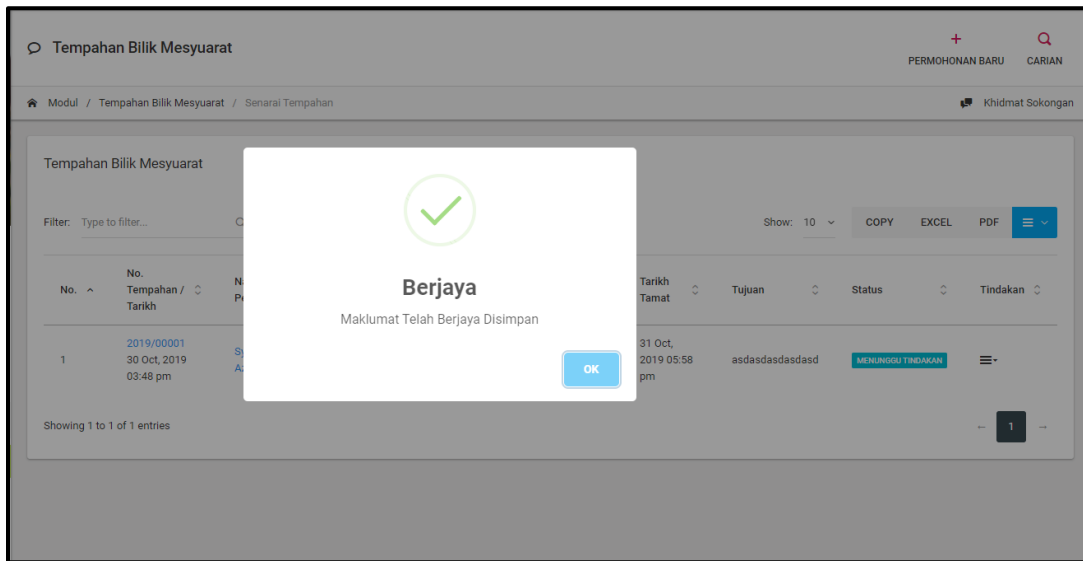 Tempahan Bilik Mesyuarat
PERMOHONAN BARU
CARIAN
Modul / Tempahan Bilik Mesyuarat / Senarai Tempahan
Khidmat Sokongan
Tempahan Bilik Mesyuarat
Filter: Type to filter...
Show: 10
COPY
EXCEL
PDF
Berjaya
Maklumat Telah Berjaya Disimpan
OK
No.
No.
Tempahan /
Tarikh
Tarikh
Tamat
Tujuan
Status
Tindakan
1
2019/00001
30 Oct, 2019
03:48 pm
31 Oct,
2019 05:58
pm
asdasdasdasdasd
MENUNGGU TINDAKAN
Showing 1 to 1 of 1 entries
← 1 →